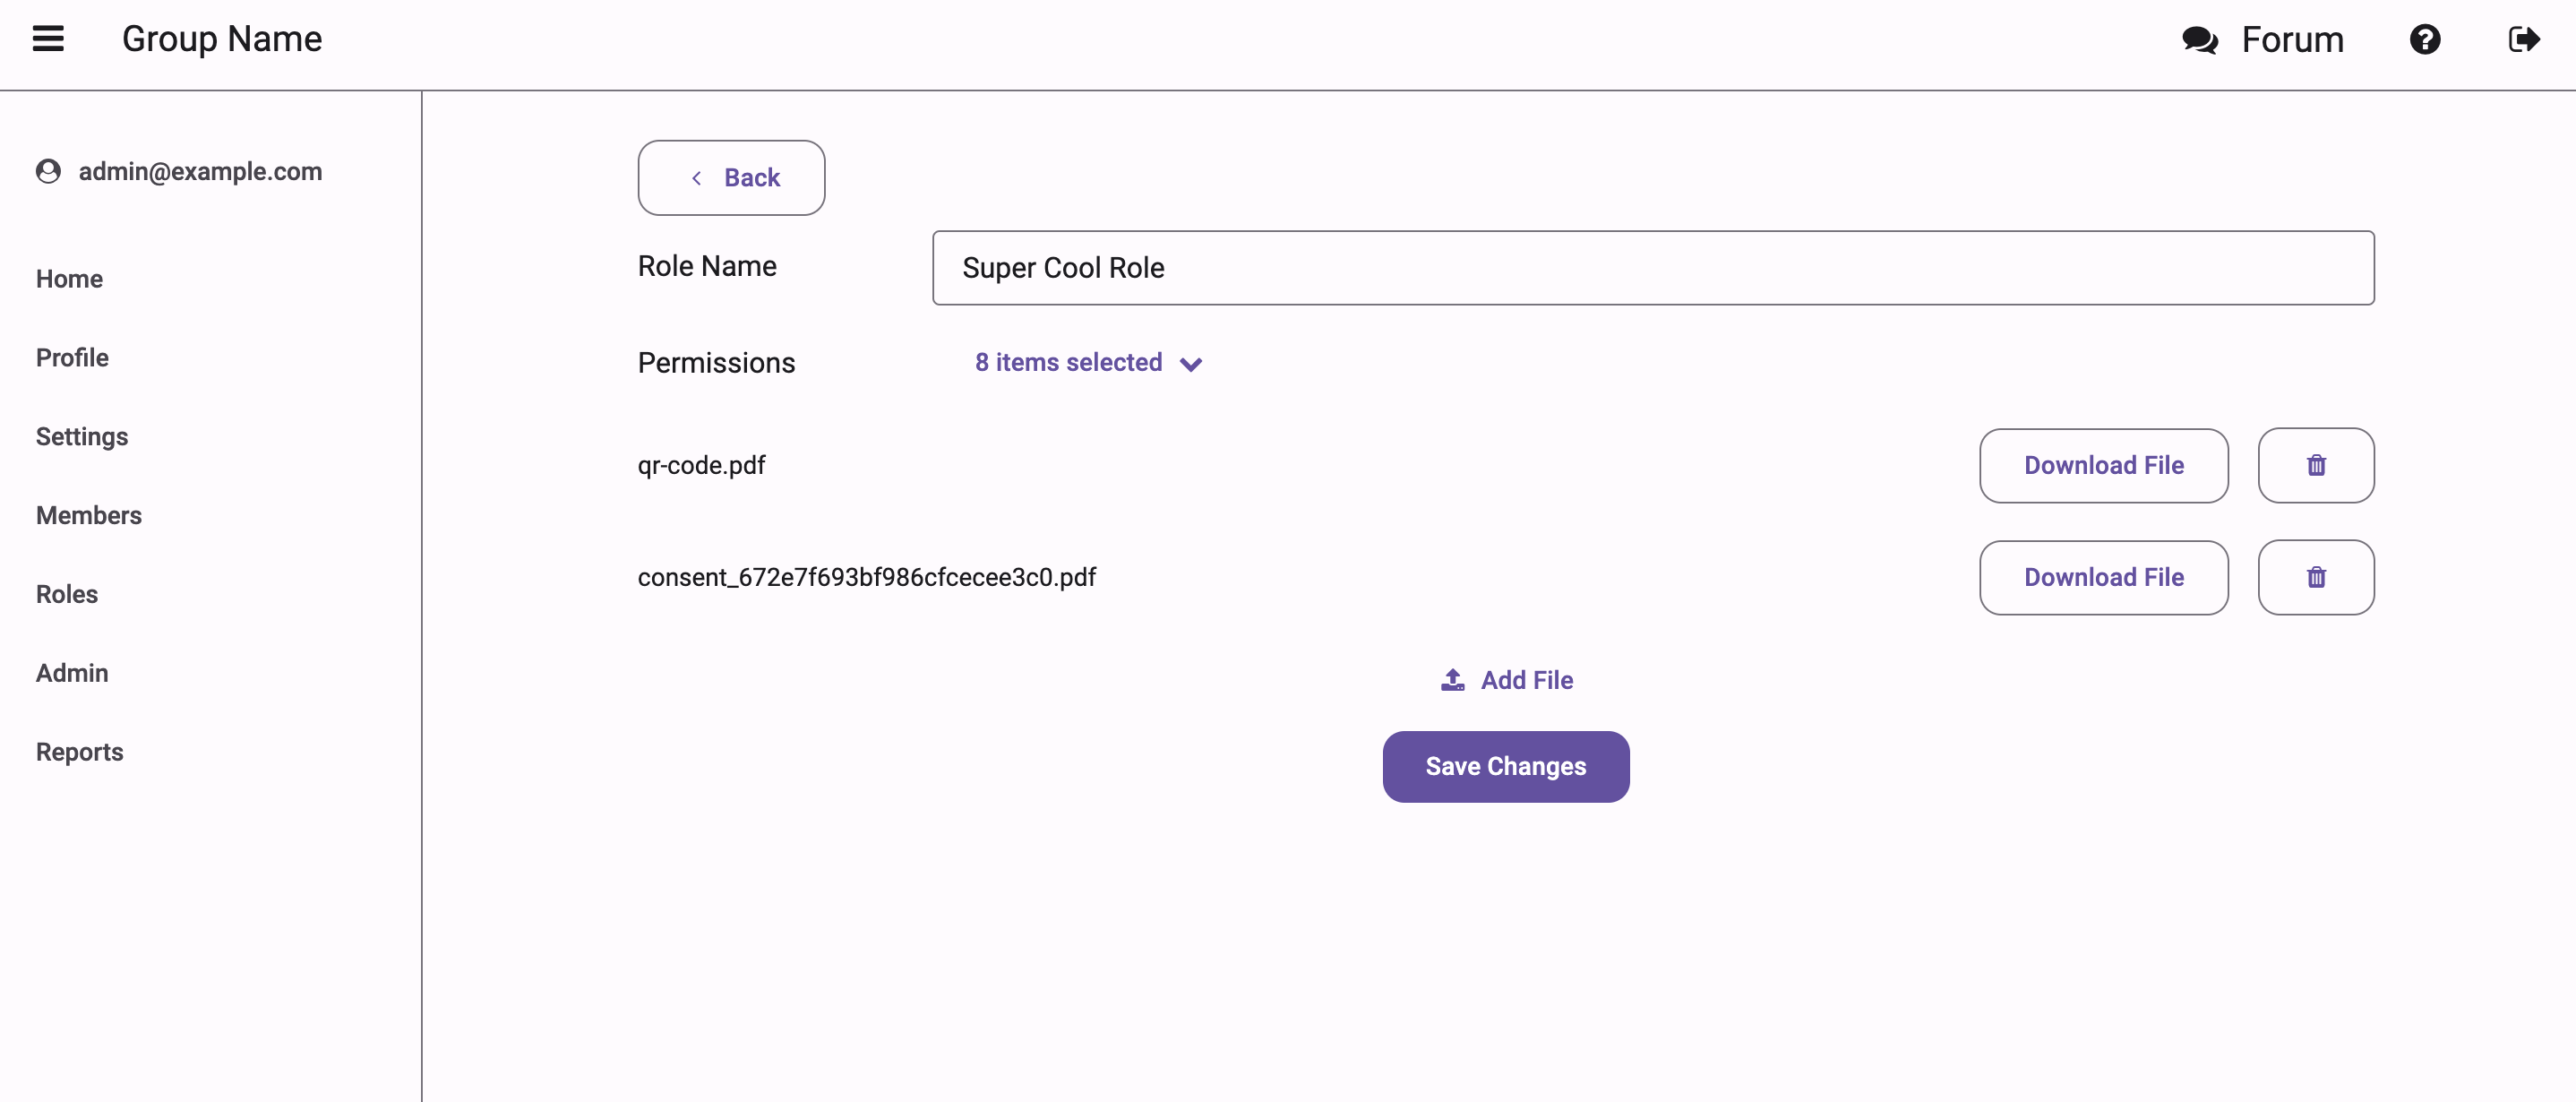 Group Name
Forum
admin@example.com
Home
Profile
Settings
Members
Roles
Admin
Reports
Back
Role Name
Super Cool Role
Permissions
8 items selected
qr-code.pdf
Download File
consent_672e7f693bf986cfcecee3c0.pdf
Download File
Add File
Save Changes